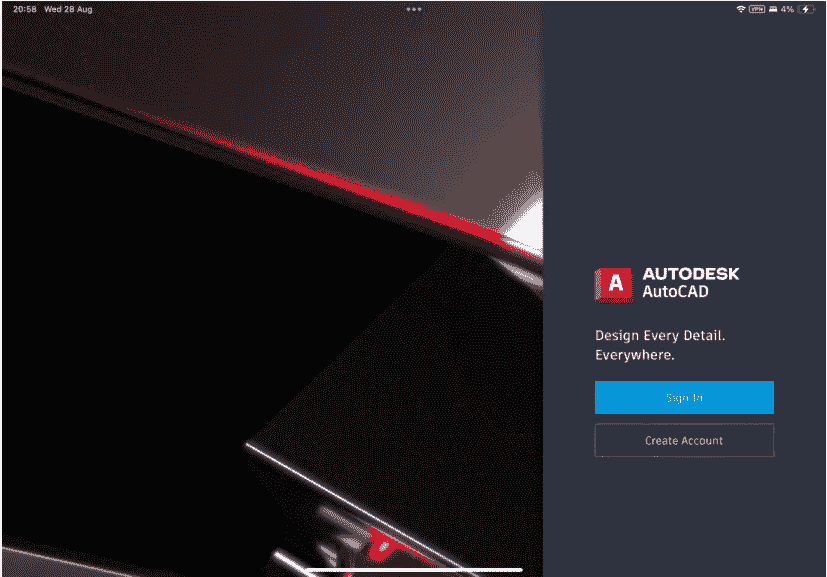 20:58 Wed 28 Aug
VPN 4%
A AUTODESK
AutoCAD
Design Every Detail.
Everywhere.
Sign In
Create Account